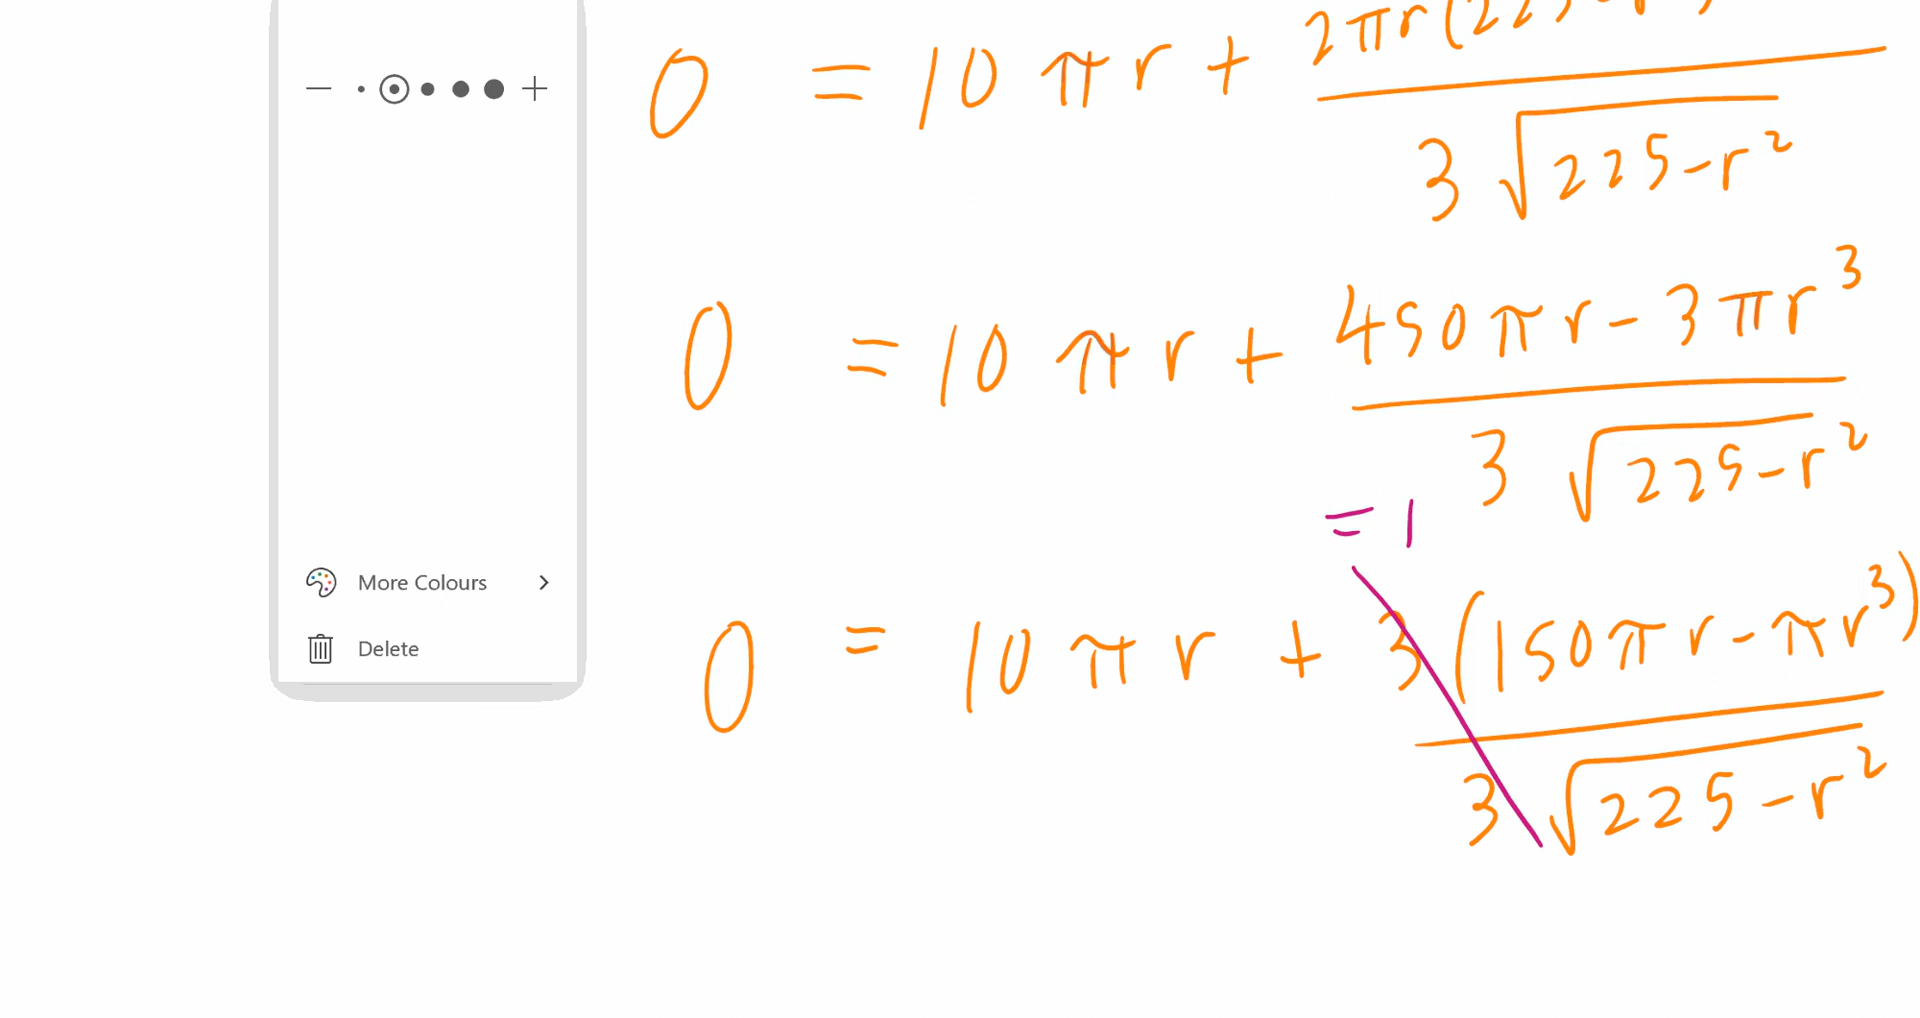 0 = 10πr + 2πr(225-r
3√225-r²
0 = 10πr + 450πr-3πr³
3√225-r²
= 1
0 = 10πr + 3(150πr-πr³)
3√225-r²
More Colours
Delete